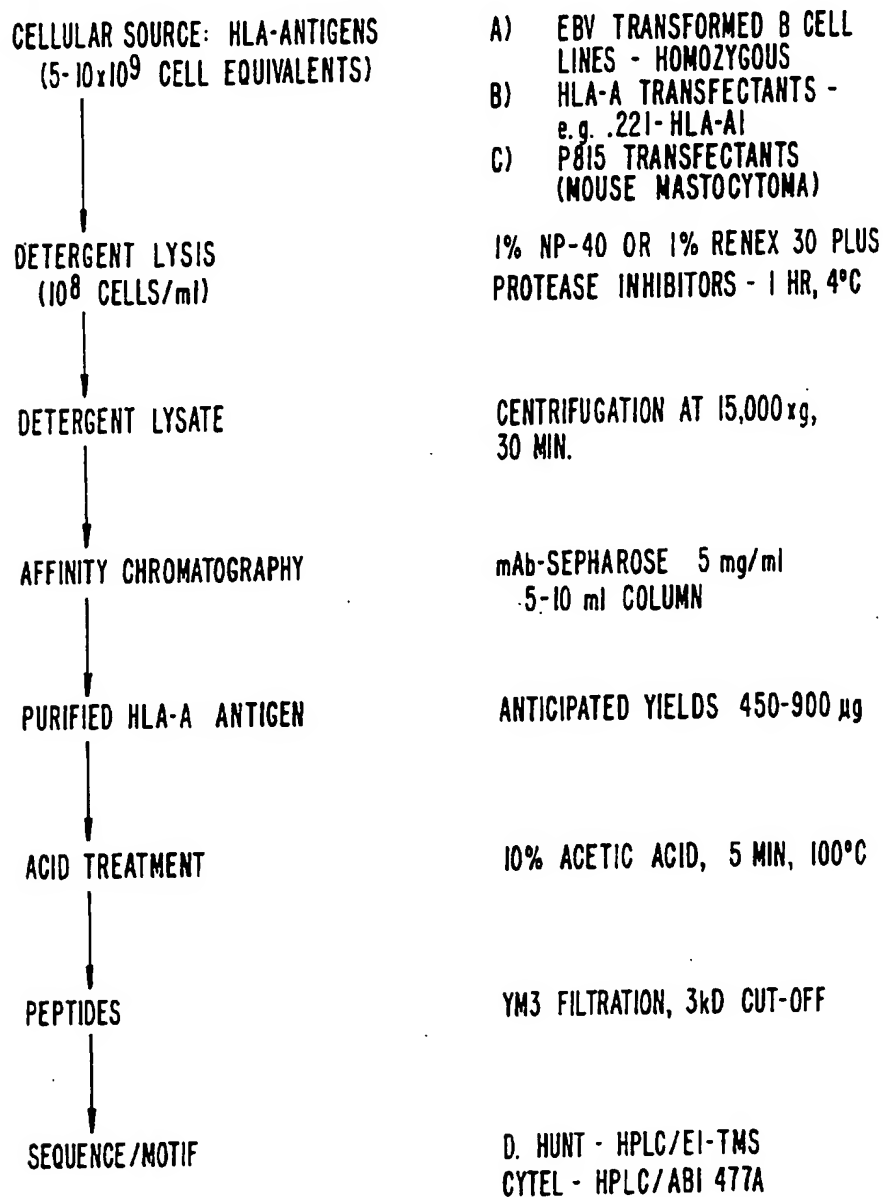 CELLULAR SOURCE: HLA-ANTIGENS
(5-10x10⁹ CELL EQUIVALENTS)
A) EBV TRANSFORMED B CELL
LINES - HOMOZYGOUS
B) HLA-A TRANSFECTANTS -
e.g. .221-HLA-A1
C) P815 TRANSFECTANTS
(MOUSE MASTOCYTOMA)
DETERGENT LYSIS
(10⁸ CELLS/ml)
1% NP-40 OR 1% RENEX 30 PLUS
PROTEASE INHIBITORS - 1 HR, 4°C
DETERGENT LYSATE
CENTRIFUGATION AT 15,000xg,
30 MIN.
AFFINITY CHROMATOGRAPHY
mAb-SEPHAROSE 5 mg/ml
5-10 ml COLUMN
PURIFIED HLA-A ANTIGEN
ANTICIPATED YIELDS 450-900 µg
ACID TREATMENT
10% ACETIC ACID, 5 MIN, 100°C
PEPTIDES
YM3 FILTRATION, 3kD CUT-OFF
SEQUENCE/MOTIF
D. HUNT - HPLC/EI-TMS
CYTEL - HPLC/ABI 477A